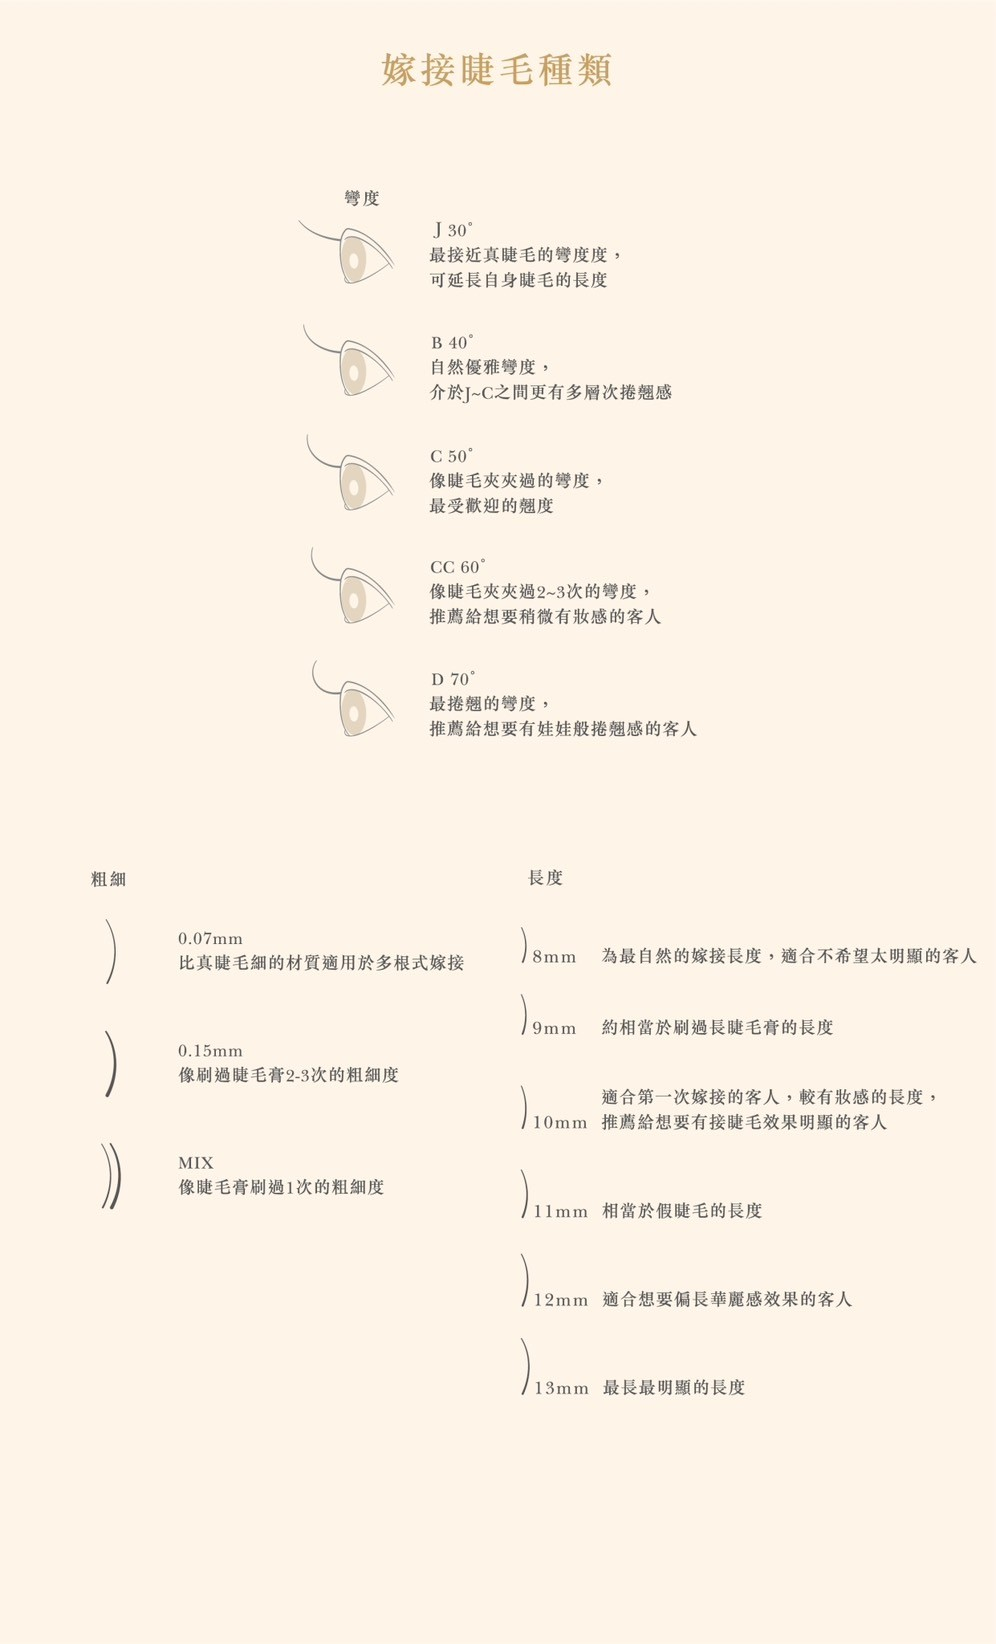 嫁接睫毛種類
彎度
J 30°
最接近真睫毛的彎度度，
可延長自身睫毛的長度
B 40°
自然優雅彎度，
介於J~C之間更有多層次捲翹感
C 50°
像睫毛夾夾過的彎度，
最受歡迎的翹度
CC 60°
像睫毛夾夾過2~3次的彎度，
推薦給想要稍微有妝感的客人
D 70°
最捲翹的彎度，
推薦給想要有娃娃般捲翹感的客人
粗細
0.07mm
比真睫毛細的材質適用於多根式嫁接
0.15mm
像刷過睫毛膏2-3次的粗細度
MIX
像睫毛膏刷過1次的粗細度
長度
8mm 為最自然的嫁接長度，適合不希望太明顯的客人
9mm 約相當於刷過長睫毛膏的長度
適合第一次嫁接的客人，較有妝感的長度，
10mm 推薦給想要有接睫毛效果明顯的客人
11mm 相當於假睫毛的長度
12mm 適合想要偏長華麗感效果的客人
13mm 最長最明顯的長度